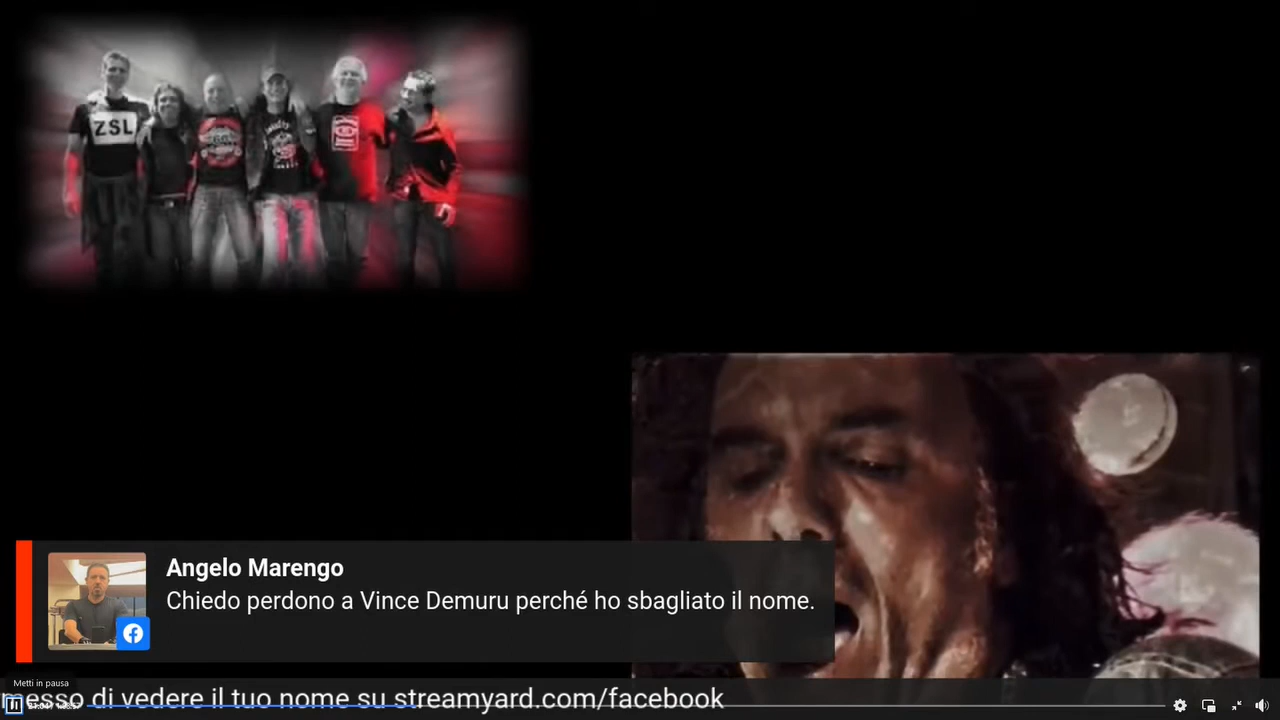 ZSL
Angelo Marengo
Chiedo perdono a Vince Demuru perché ho sbagliato il nome.
Metti in pausa
messo di vedere il tuo nome su streamyard.com/facebook